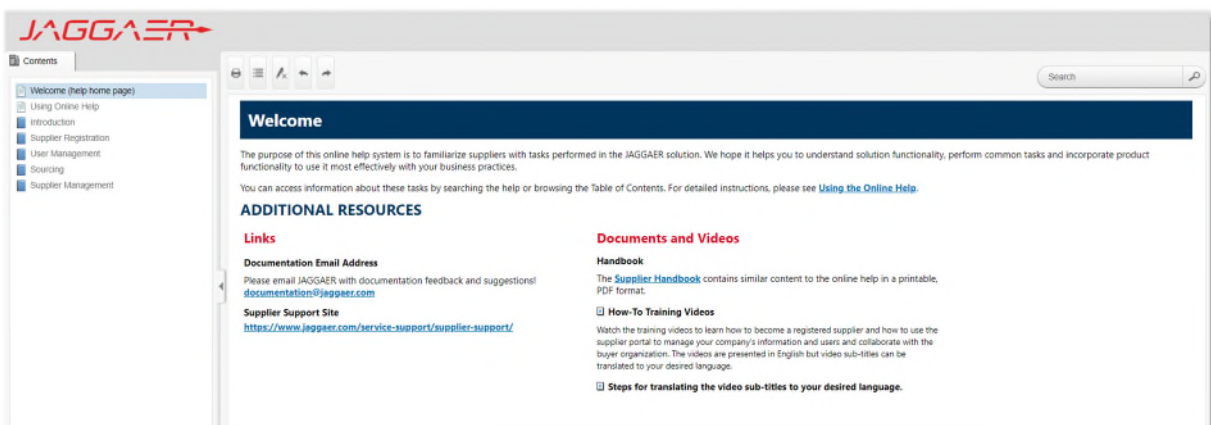 JAGGAER
Contents
Search
Welcome (help home page)
Using Online Help
Introduction
Supplier Registration
User Management
Sourcing
Supplier Management
Welcome
The purpose of this online help system is to familiarize suppliers with tasks performed in the JAGGAER solution. We hope it helps you to understand solution functionality, perform common tasks and incorporate product
functionality to use it most effectively with your business practices.
You can access information about these tasks by searching the help or browsing the Table of Contents. For detailed instructions, please see Using the Online Help.
ADDITIONAL RESOURCES
Links
Documentation Email Address
Please email JAGGAER with documentation feedback and suggestions!
documentation@jaggaer.com
Supplier Support Site
https://www.jaggaer.com/service-support/supplier-support/
Documents and Videos
Handbook
The Supplier Handbook contains similar content to the online help in a printable,
PDF format.
How-To Training Videos
Watch the training videos to learn how to become a registered supplier and how to use the
supplier portal to manage your company's information and users and collaborate with the
buyer organization. The videos are presented in English but video sub-titles can be
translated to your desired language.
Steps for translating the video sub-titles to your desired language.